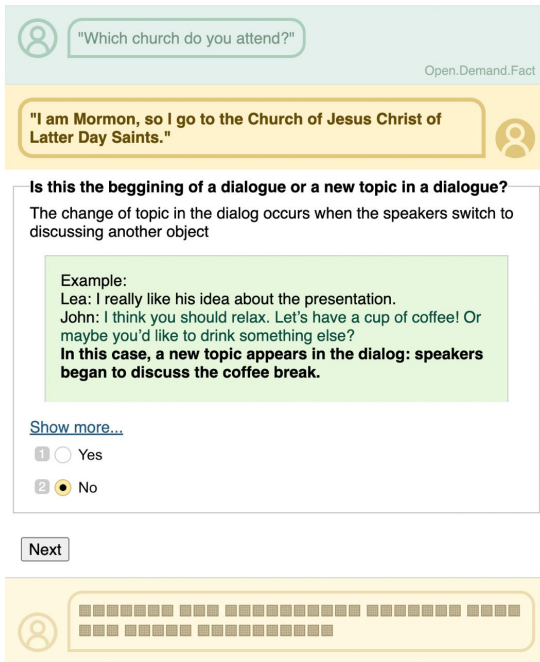 "Which church do you attend?"
Open.Demand.Fact
"I am Mormon, so I go to the Church of Jesus Christ of
Latter Day Saints."
Is this the beggining of a dialogue or a new topic in a dialogue?
The change of topic in the dialog occurs when the speakers switch to
discussing another object
Example:
Lea: I really like his idea about the presentation.
John: I think you should relax. Let's have a cup of coffee! Or
maybe you'd like to drink something else?
In this case, a new topic appears in the dialog: speakers
began to discuss the coffee break.
Show more...
1 Yes
2 No
Next